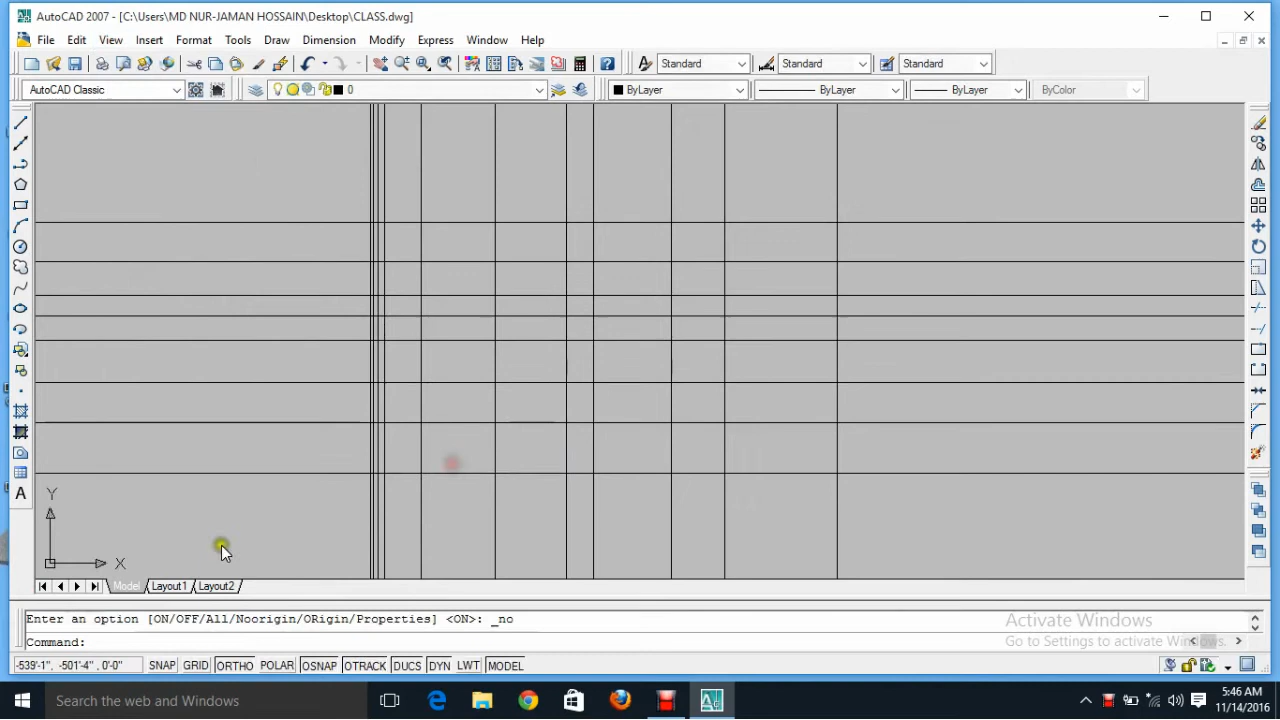 AutoCAD 2007 - [C:\Users\MD NUR-JAMAN HOSSAIN\Desktop\CLASS.dwg]
File Edit View Insert Format Tools Draw Dimension Modify Express Window Help
Standard Standard Standard
AutoCAD Classic 0 ByLayer ByLayer ByLayer ByColor
A
Y
X
Model Layout1 Layout2
Enter an option [ON/OFF/All/Noorigin/ORigin/Properties] <ON>: _no
Command:
Activate Windows
Go to Settings to activate Windows.
-539'-1", -501'-4", 0'-0" SNAP GRID ORTHO POLAR OSNAP OTRACK DUCS DYN LWT MODEL
Search the web and Windows
5:46 AM
11/14/2016